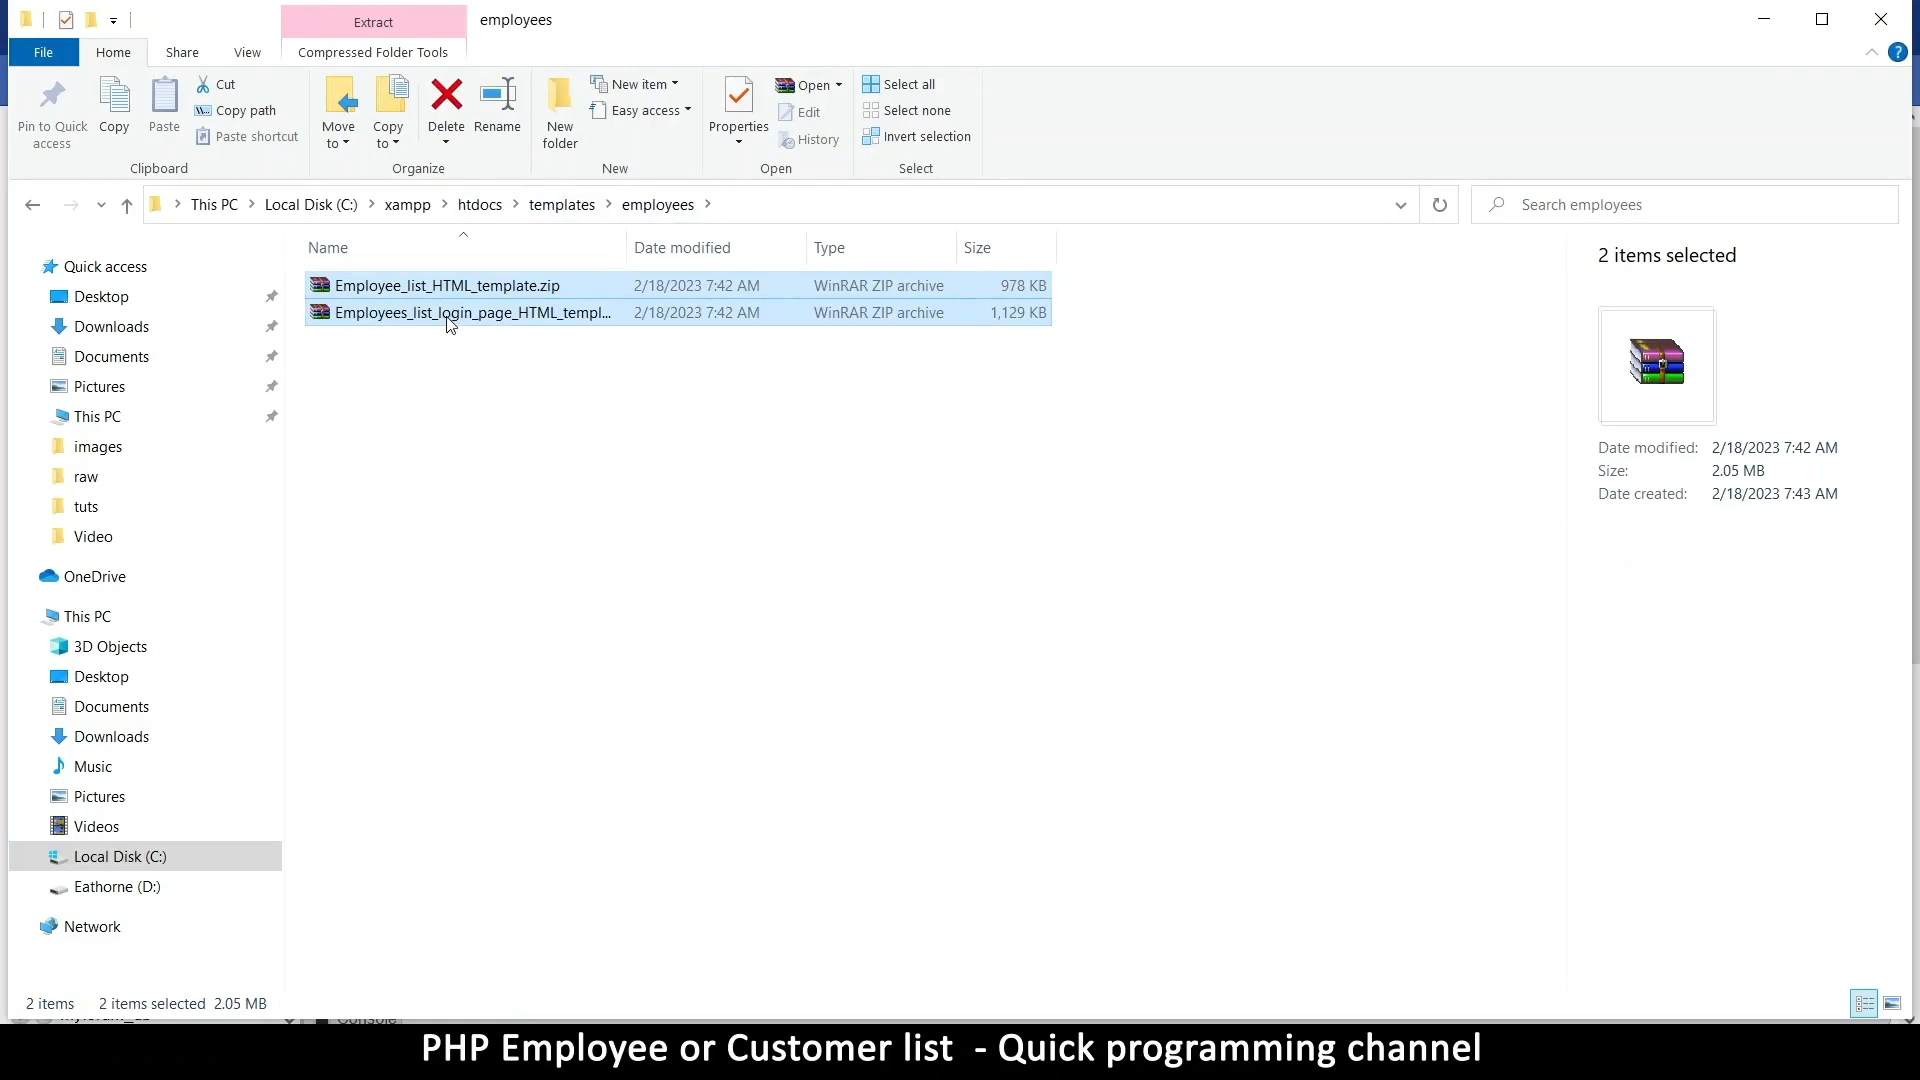 Extract
employees
File
Home
Share
View
Compressed Folder Tools
Pin to Quick
access
Copy
Paste
Cut
Copy path
Paste shortcut
Clipboard
Move
to
Copy
to
Delete
Rename
Organize
New
folder
New item
Easy access
New
Properties
Open
Edit
History
Open
Select all
Select none
Invert selection
Select
This PC
Local Disk (C:)
xampp
htdocs
templates
employees
Search employees
Name
Date modified
Type
Size
Employee_list_HTML_template.zip 2/18/2023 7:42 AM WinRAR ZIP archive 978 KB
Employees_list_login_page_HTML_templ... 2/18/2023 7:42 AM WinRAR ZIP archive 1,129 KB
Quick access
Desktop
Downloads
Documents
Pictures
This PC
images
raw
tuts
Video
OneDrive
This PC
3D Objects
Desktop
Documents
Downloads
Music
Pictures
Videos
Local Disk (C:)
Eathorne (D:)
Network
2 items selected
Date modified: 2/18/2023 7:42 AM
Size: 2.05 MB
Date created: 2/18/2023 7:43 AM
2 items 2 items selected 2.05 MB
Console
PHP Employee or Customer list - Quick programming channel